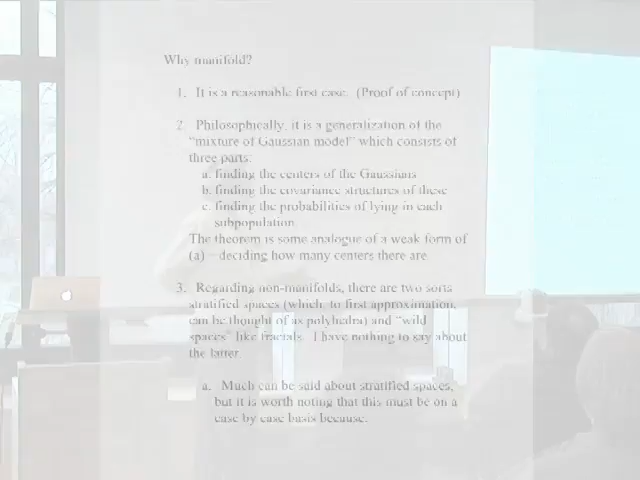 Why manifold?
1. It is a reasonable first case. (Proof of concept)
2. Philosophically, it is a generalization of the
"mixture of Gaussian model" which consists of
three parts:
a. finding the centers of the Gaussians
b. finding the covariance structures of these
c. finding the probabilities of lying in each
subpopulation.
The theorem is some analogue of a weak form of
(a) – deciding how many centers there are.
3. Regarding non-manifolds, there are two sorts
stratified spaces (which, to first approximation,
can be thought of as polyhedra) and "wild
spaces" like fractals. I have nothing to say about
the latter.
a. Much can be said about stratified spaces,
but it is worth noting that this must be on a
case by case basis because: